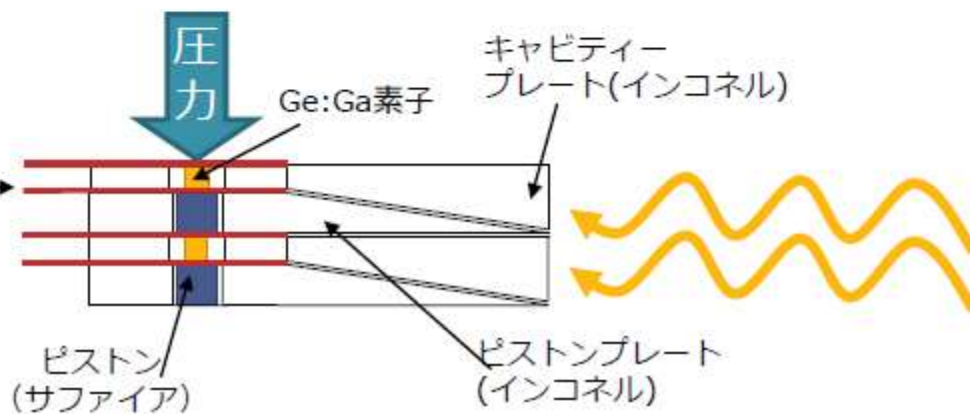 圧力
キャビティー
プレート(インコネル)
Ge:Ga素子
ピストン
(サファイア)
ピストンプレート
(インコネル)